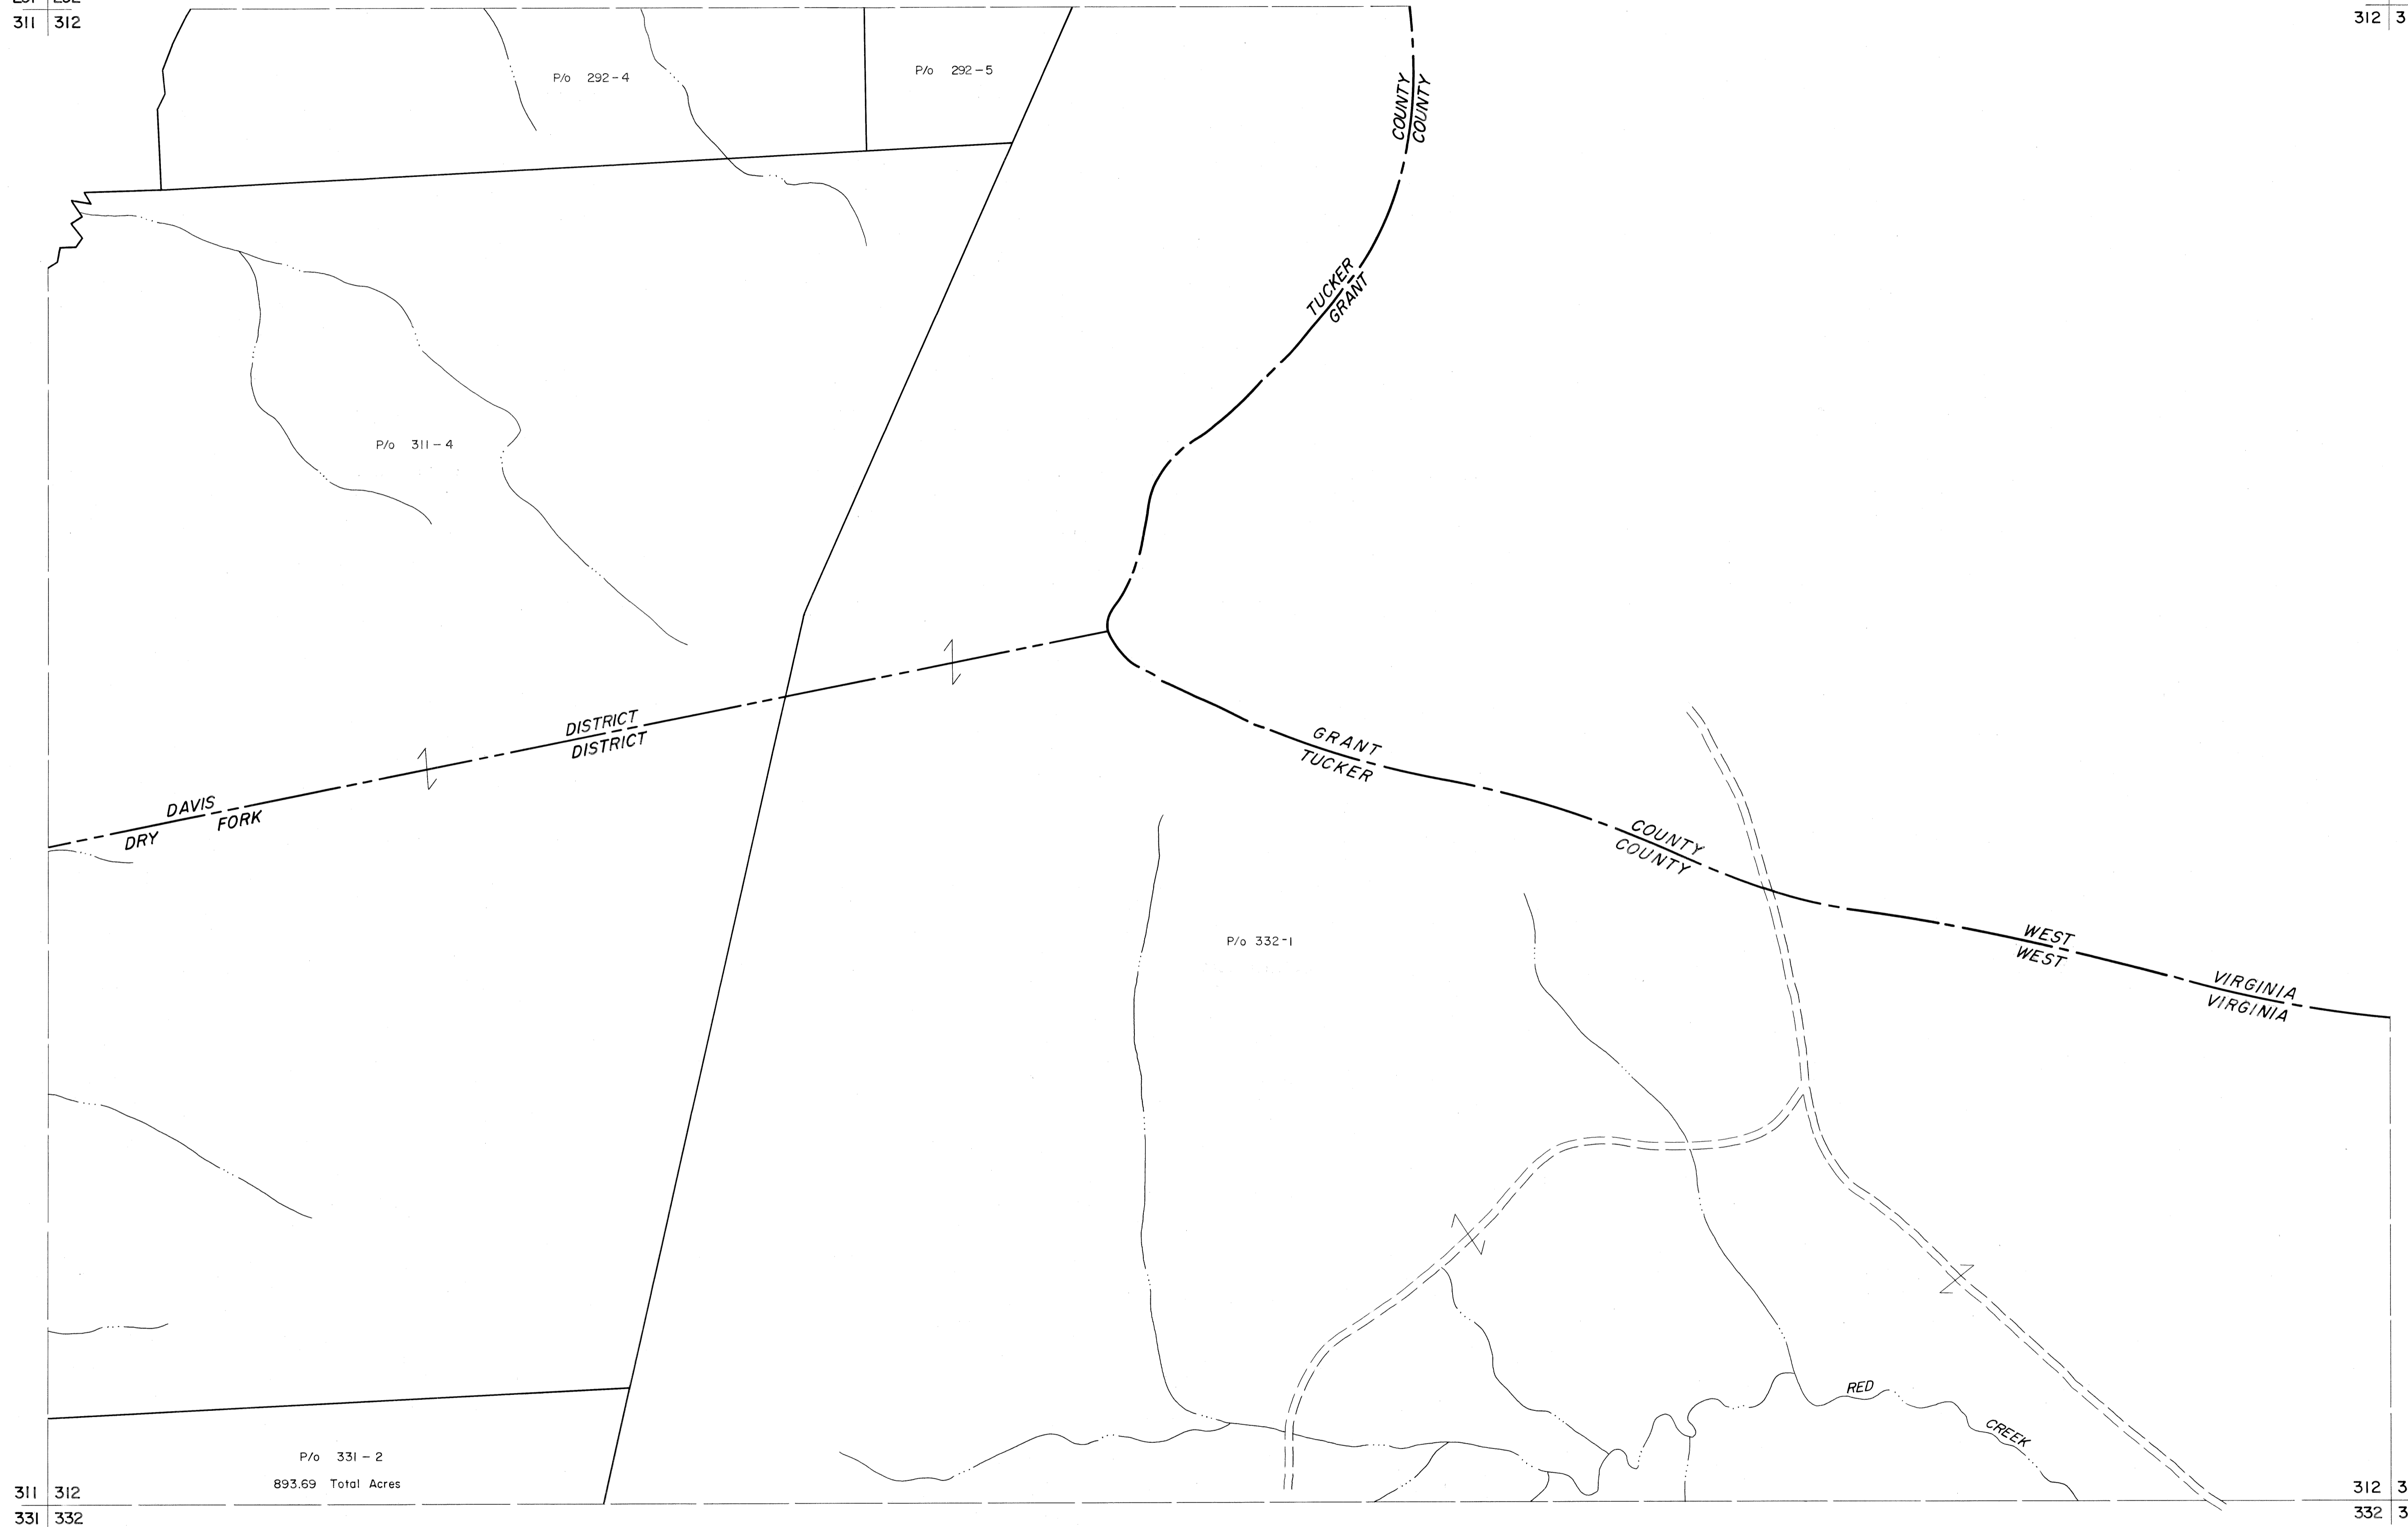 311 312
312 3
P/o 292-4
P/o 292-5
COUNTY
COUNTY
TUCKER
GRANT
P/o 311-4
DISTRICT
DISTRICT
DAVIS
DRY FORK
GRANT
TUCKER
COUNTY
COUNTY
WEST
WEST
VIRGINIA
VIRGINIA
P/o 332-1
RED
CREEK
P/o 331-2
893.69 Total Acres
311 312
331 332
312 3
332 3